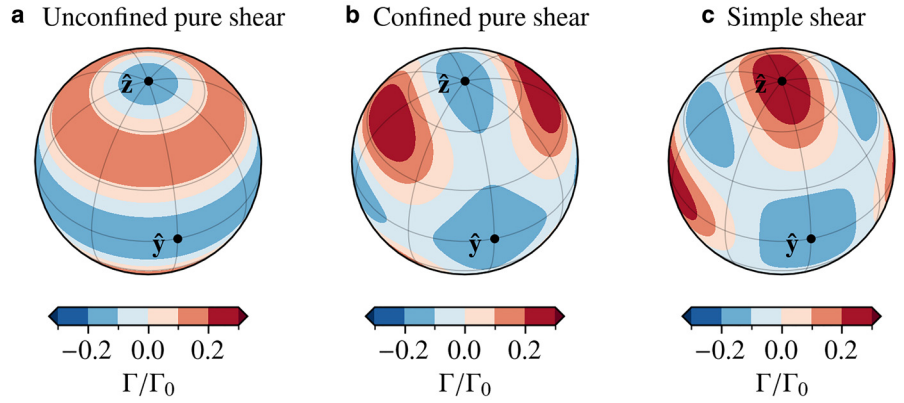 a Unconfined pure shear
b Confined pure shear
c Simple shear
ẑ
ẑ
ẑ
ŷ
ŷ
ŷ
−0.2 0.0 0.2
−0.2 0.0 0.2
−0.2 0.0 0.2
Γ/Γ₀
Γ/Γ₀
Γ/Γ₀